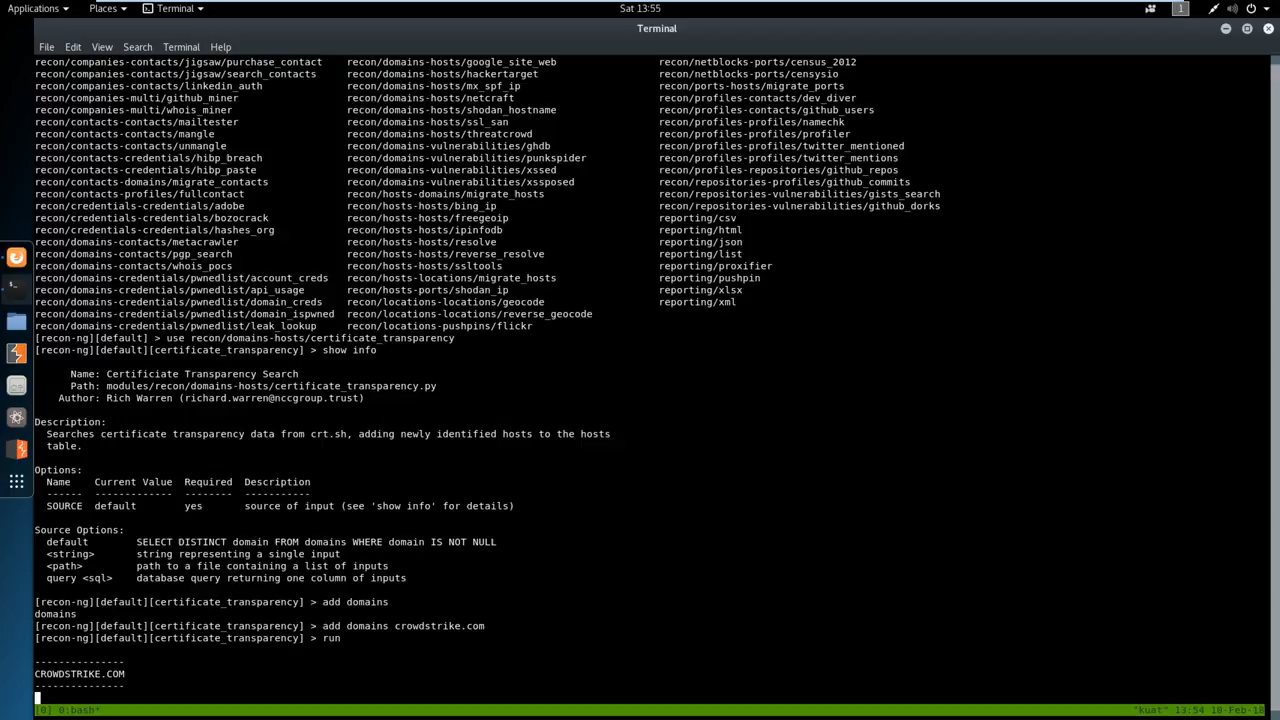 Applications Places Terminal Sat 13:55 1
Terminal
File Edit View Search Terminal Help
recon/companies-contacts/jigsaw/purchase_contact recon/domains-hosts/google_site_web recon/netblocks-ports/census_2012
recon/companies-contacts/jigsaw/search_contacts recon/domains-hosts/hackertarget recon/netblocks-ports/censysio
recon/companies-contacts/linkedin_auth recon/domains-hosts/mx_spf_ip recon/ports-hosts/migrate_ports
recon/companies-multi/github_miner recon/domains-hosts/netcraft recon/profiles-contacts/dev_diver
recon/companies-multi/whois_miner recon/domains-hosts/shodan_hostname recon/profiles-contacts/github_users
recon/contacts-contacts/mailtester recon/domains-hosts/ssl_san recon/profiles-profiles/namechk
recon/contacts-contacts/mangle recon/domains-hosts/threatcrowd recon/profiles-profiles/profiler
recon/contacts-contacts/unmangle recon/domains-vulnerabilities/ghdb recon/profiles-profiles/twitter_mentioned
recon/contacts-credentials/hibp_breach recon/domains-vulnerabilities/punkspider recon/profiles-profiles/twitter_mentions
recon/contacts-credentials/hibp_paste recon/domains-vulnerabilities/xssed recon/profiles-repositories/github_repos
recon/contacts-domains/migrate_contacts recon/domains-vulnerabilities/xssposed recon/repositories-profiles/github_commits
recon/contacts-profiles/fullcontact recon/hosts-domains/migrate_hosts recon/repositories-vulnerabilities/gists_search
recon/credentials-credentials/adobe recon/hosts-hosts/bing_ip recon/repositories-vulnerabilities/github_dorks
recon/credentials-credentials/bozocrack recon/hosts-hosts/freegeoip reporting/csv
recon/credentials-credentials/hashes_org recon/hosts-hosts/ipinfodb reporting/html
recon/domains-contacts/metacrawler recon/hosts-hosts/resolve reporting/json
recon/domains-contacts/pgp_search recon/hosts-hosts/reverse_resolve reporting/list
recon/domains-contacts/whois_pocs recon/hosts-hosts/ssltools reporting/proxifier
recon/domains-credentials/pwnedlist/account_creds recon/hosts-locations/migrate_hosts reporting/pushpin
recon/domains-credentials/pwnedlist/api_usage recon/hosts-ports/shodan_ip reporting/xlsx
recon/domains-credentials/pwnedlist/domain_creds recon/locations-locations/geocode reporting/xml
recon/domains-credentials/pwnedlist/domain_ispwned recon/locations-locations/reverse_geocode
recon/domains-credentials/pwnedlist/leak_lookup recon/locations-pushpins/flickr
[recon-ng][default] > use recon/domains-hosts/certificate_transparency
[recon-ng][default][certificate_transparency] > show info
Name: Certificiate Transparency Search
Path: modules/recon/domains-hosts/certificate_transparency.py
Author: Rich Warren (richard.warren@nccgroup.trust)
Description:
Searches certificate transparency data from crt.sh, adding newly identified hosts to the hosts
table.
Options:
Name Current Value Required Description
------ ------------- -------- -----------
SOURCE default yes source of input (see 'show info' for details)
Source Options:
default SELECT DISTINCT domain FROM domains WHERE domain IS NOT NULL
<string> string representing a single input
<path> path to a file containing a list of inputs
query <sql> database query returning one column of inputs
[recon-ng][default][certificate_transparency] > add domains
domains
[recon-ng][default][certificate_transparency] > add domains crowdstrike.com
[recon-ng][default][certificate_transparency] > run
---------------
CROWDSTRIKE.COM
---------------
[0] 0:bash* "kuat" 13:54 10-Feb-18